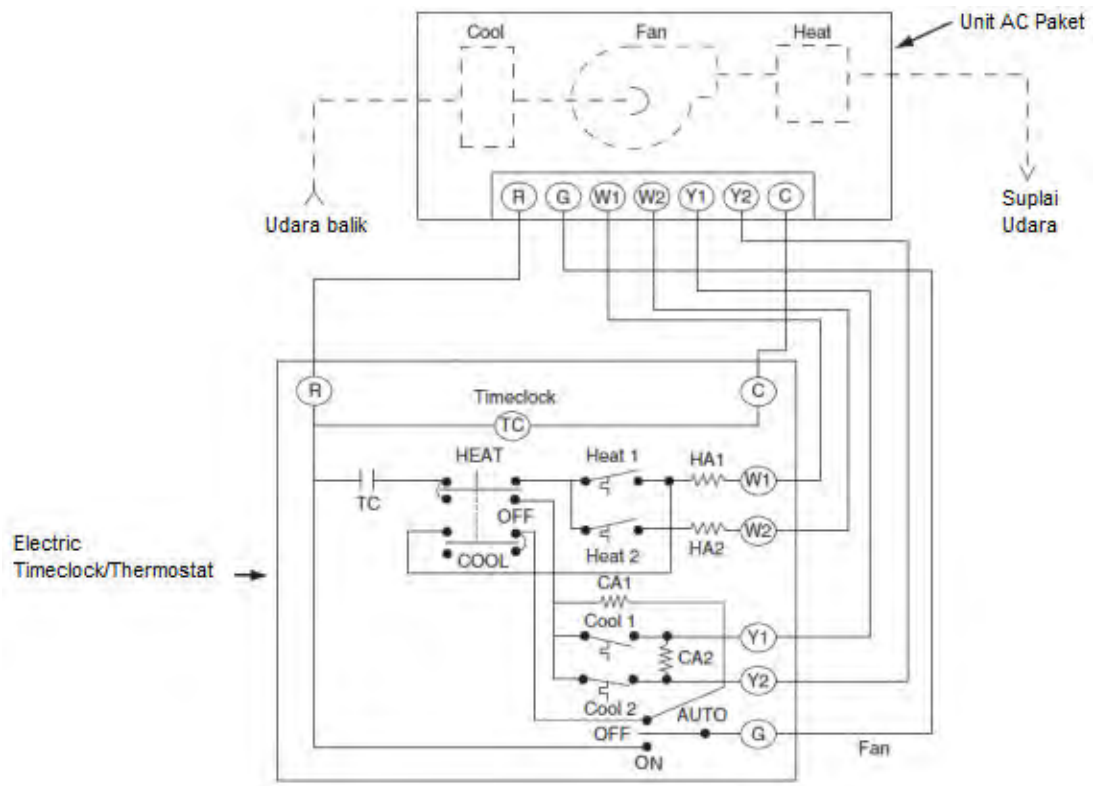 Unit AC Paket
Cool
Fan
Heat
R G W1 W2 Y1 Y2 C
Udara balik
Suplai
Udara
R
C
Timeclock
TC
HEAT
Heat 1
HA1
W1
TC
OFF
W2
Heat 2
HA2
COOL
Electric
Timeclock/Thermostat
CA1
Cool 1
Y1
CA2
Y2
Cool 2
AUTO
OFF
G
Fan
ON